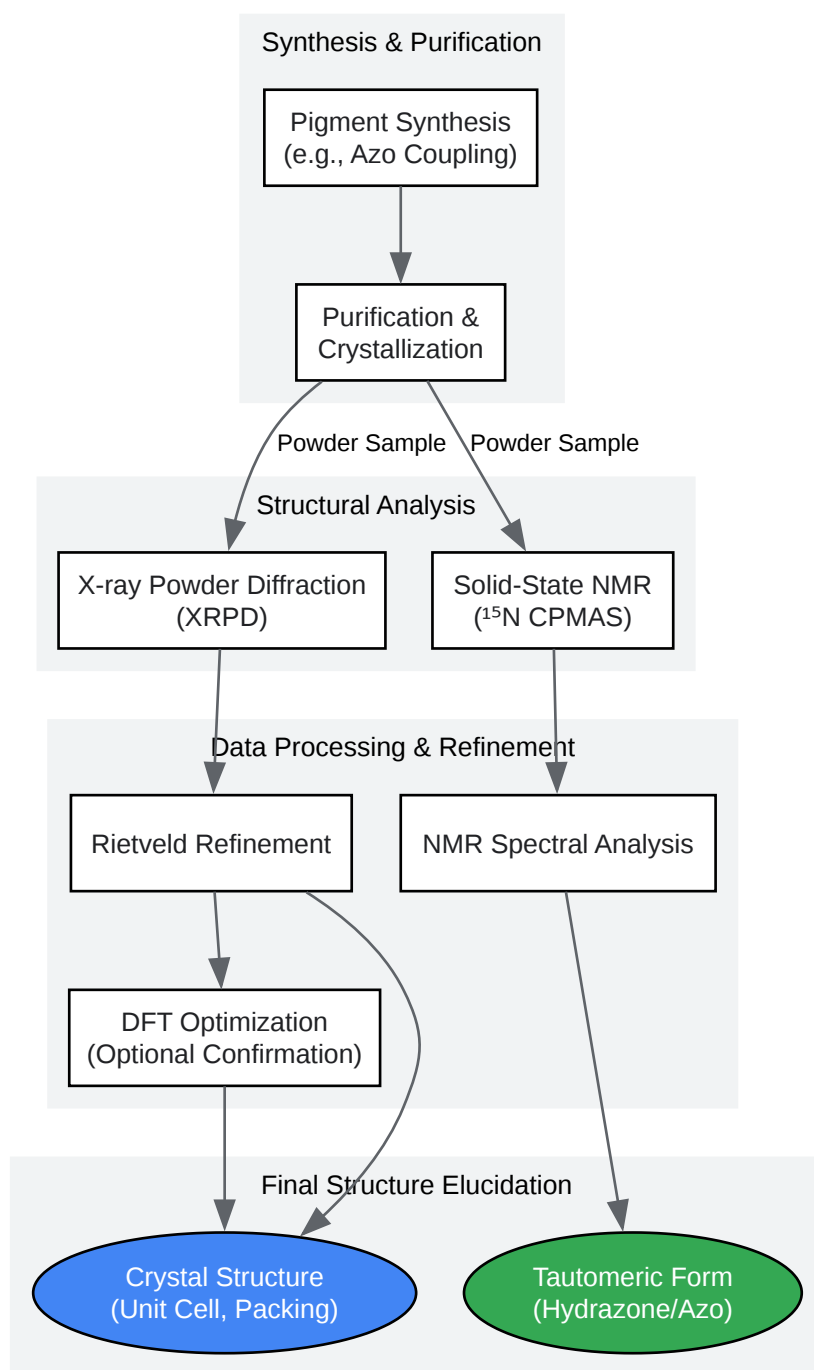 Synthesis & Purification
Pigment Synthesis
(e.g., Azo Coupling)
Purification &
Crystallization
Powder Sample
Powder Sample
Structural Analysis
X-ray Powder Diffraction
(XRPD)
Solid-State NMR
(¹⁵N CPMAS)
Data Processing & Refinement
Rietveld Refinement
NMR Spectral Analysis
DFT Optimization
(Optional Confirmation)
Final Structure Elucidation
Crystal Structure
(Unit Cell, Packing)
Tautomeric Form
(Hydrazone/Azo)